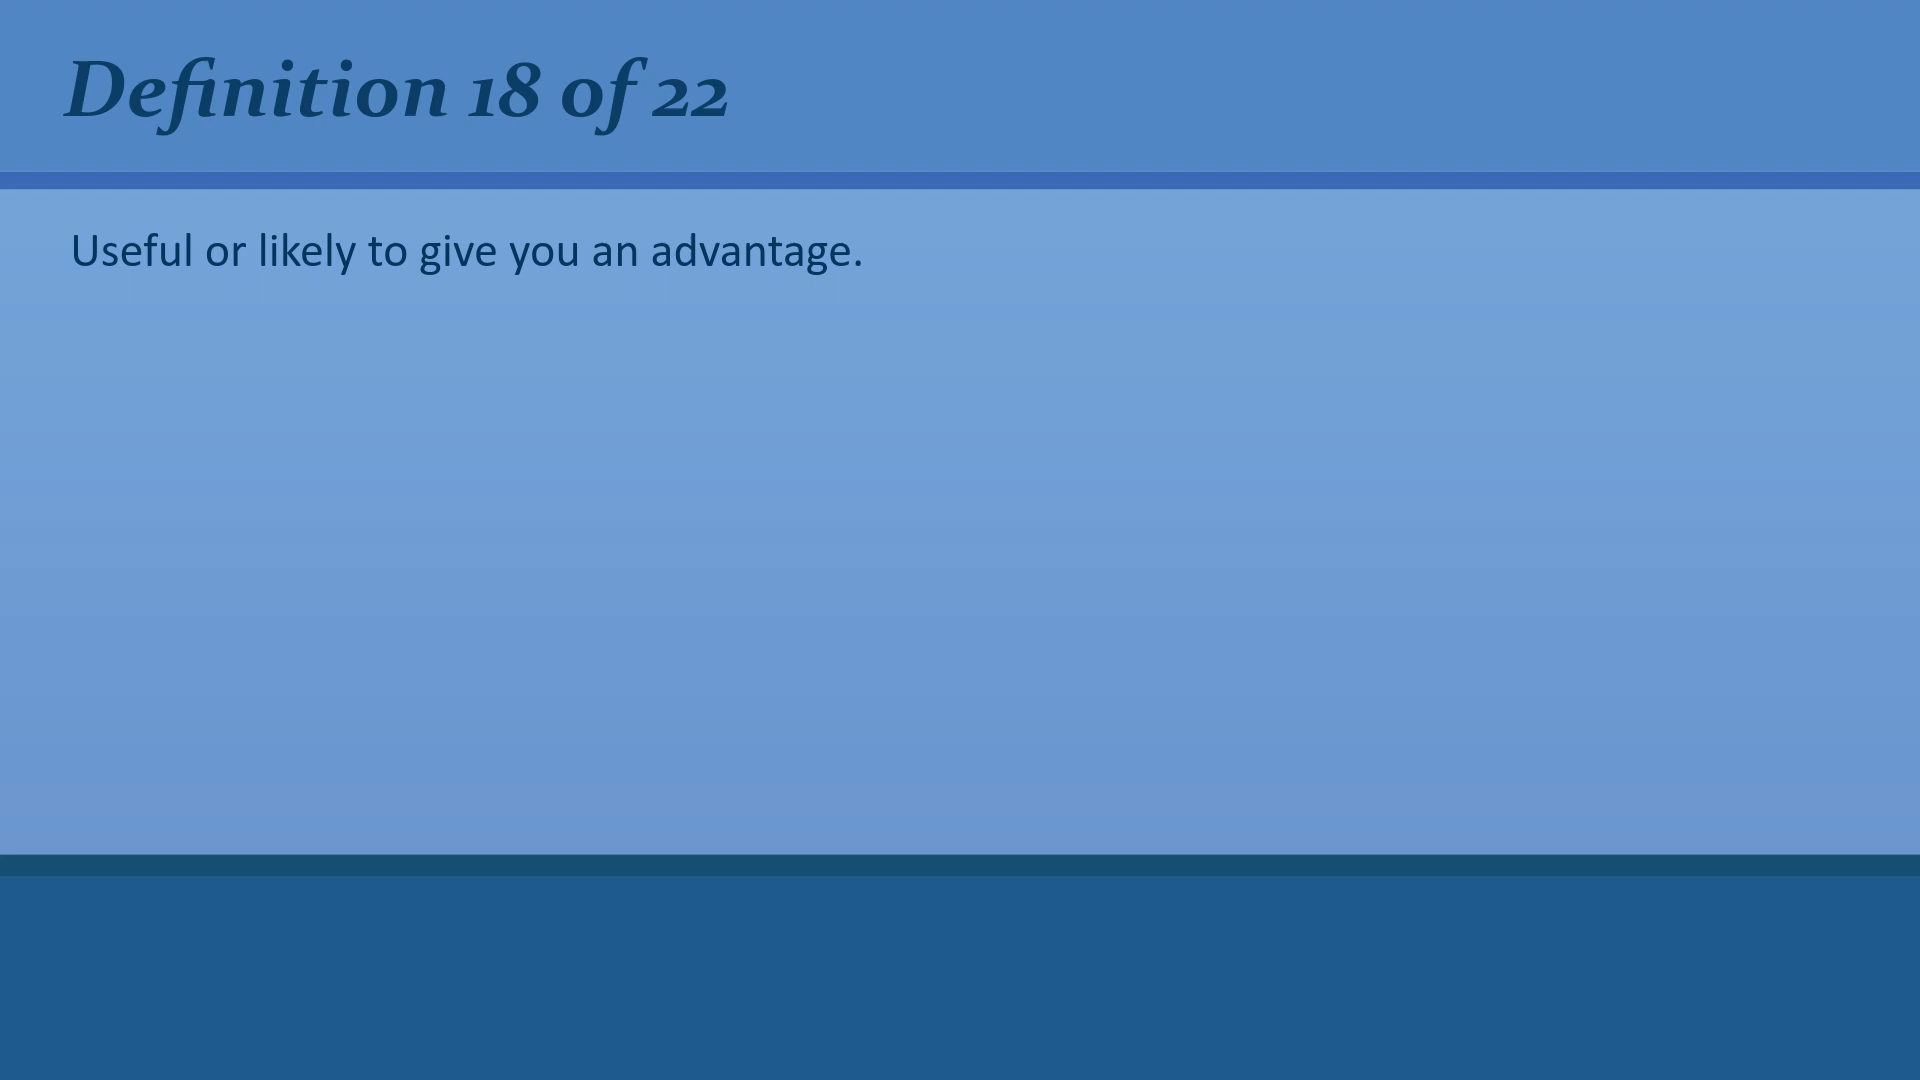 Definition 18 of 22
Useful or likely to give you an advantage.